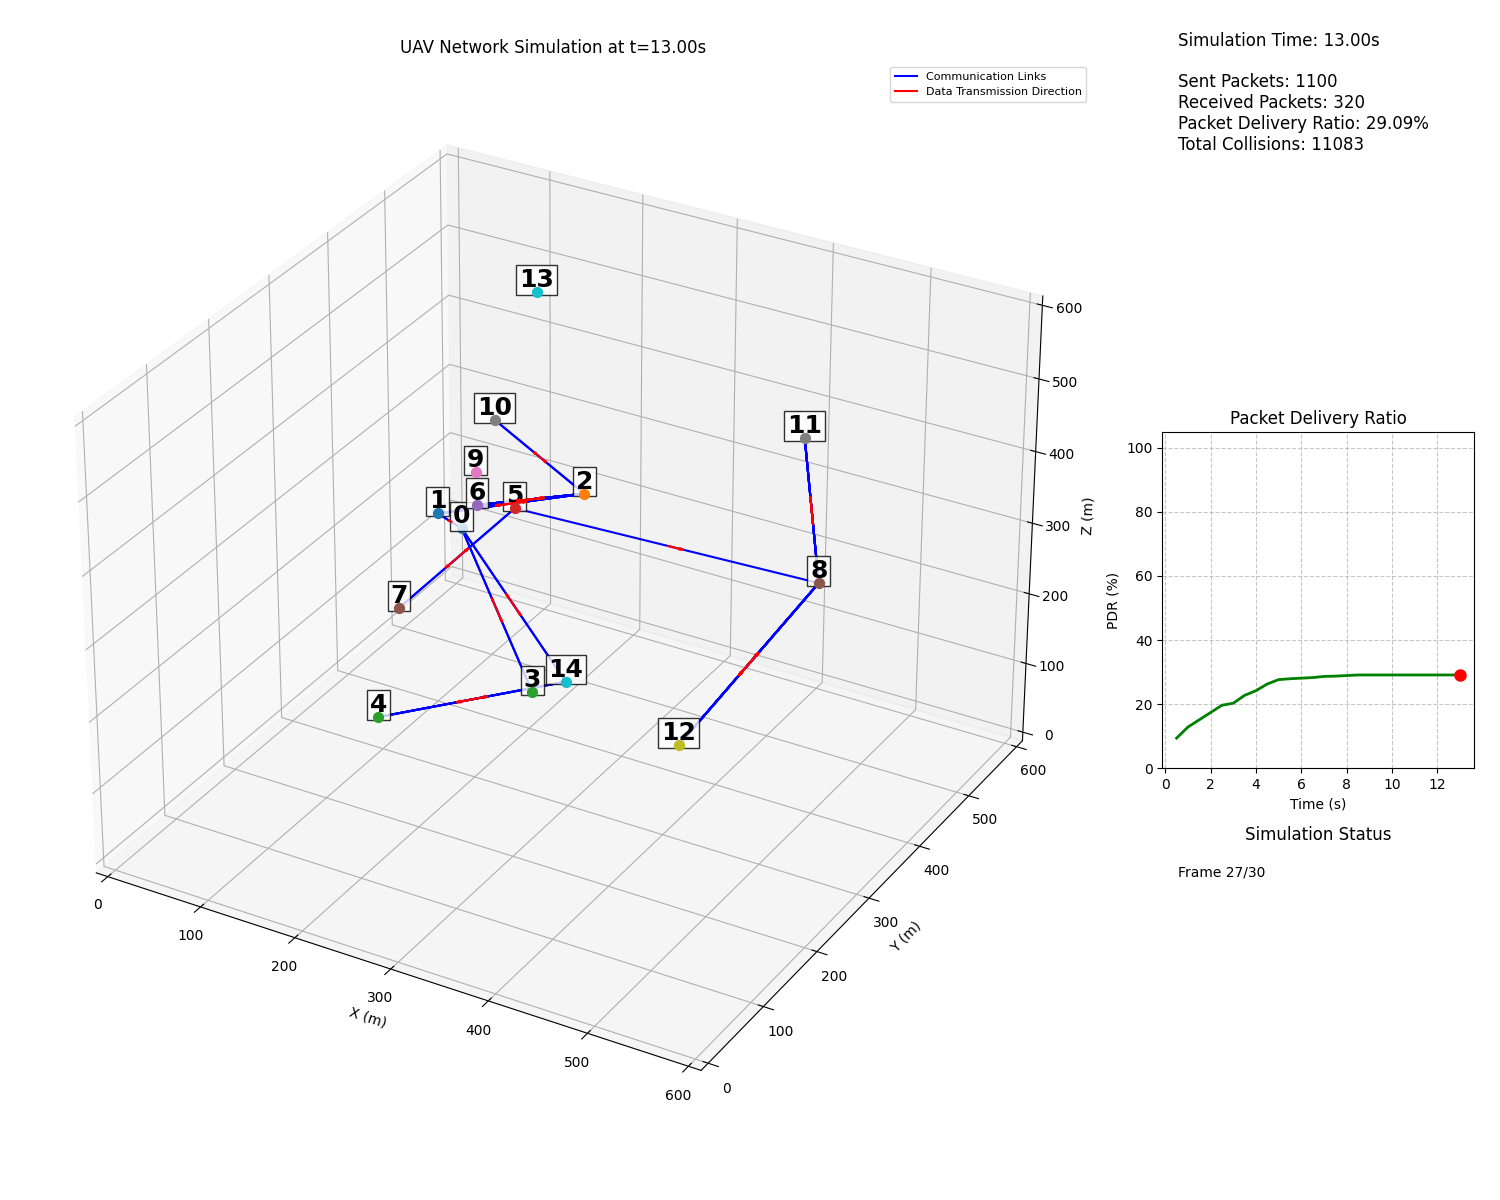 UAV Network Simulation at t=13.00s
Communication Links
Data Transmission Direction
Simulation Time: 13.00s
Sent Packets: 1100
Received Packets: 320
Packet Delivery Ratio: 29.09%
Total Collisions: 11083
13
10
11
9
6
5
2
1
0
8
7
3
14
4
12
600
500
400
300
200
100
0
Z (m)
0
100
200
300
400
500
600
X (m)
0
100
200
300
400
500
600
Y (m)
Packet Delivery Ratio
100
80
60
40
20
0
PDR (%)
0 2 4 6 8 10 12
Time (s)
Simulation Status
Frame 27/30